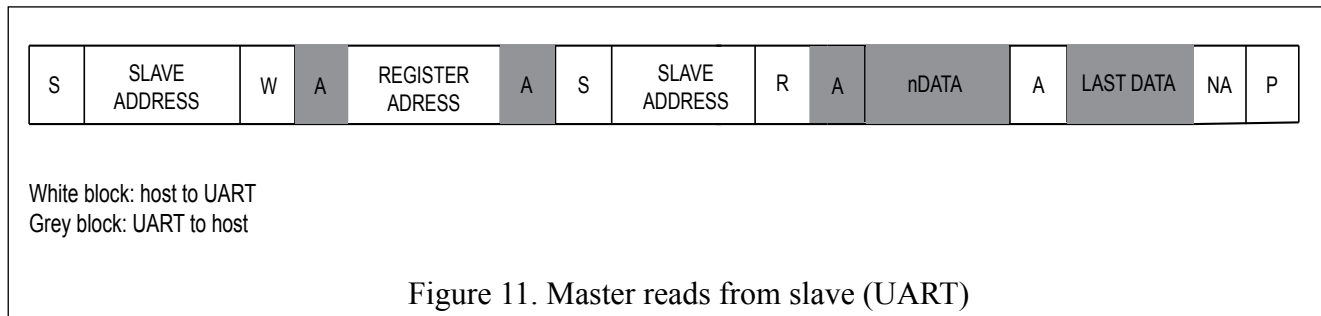 S SLAVE ADDRESS W A REGISTER ADRESS A S SLAVE ADDRESS R A nDATA A LAST DATA NA P
White block: host to UART
Grey block: UART to host
Figure 11. Master reads from slave (UART)